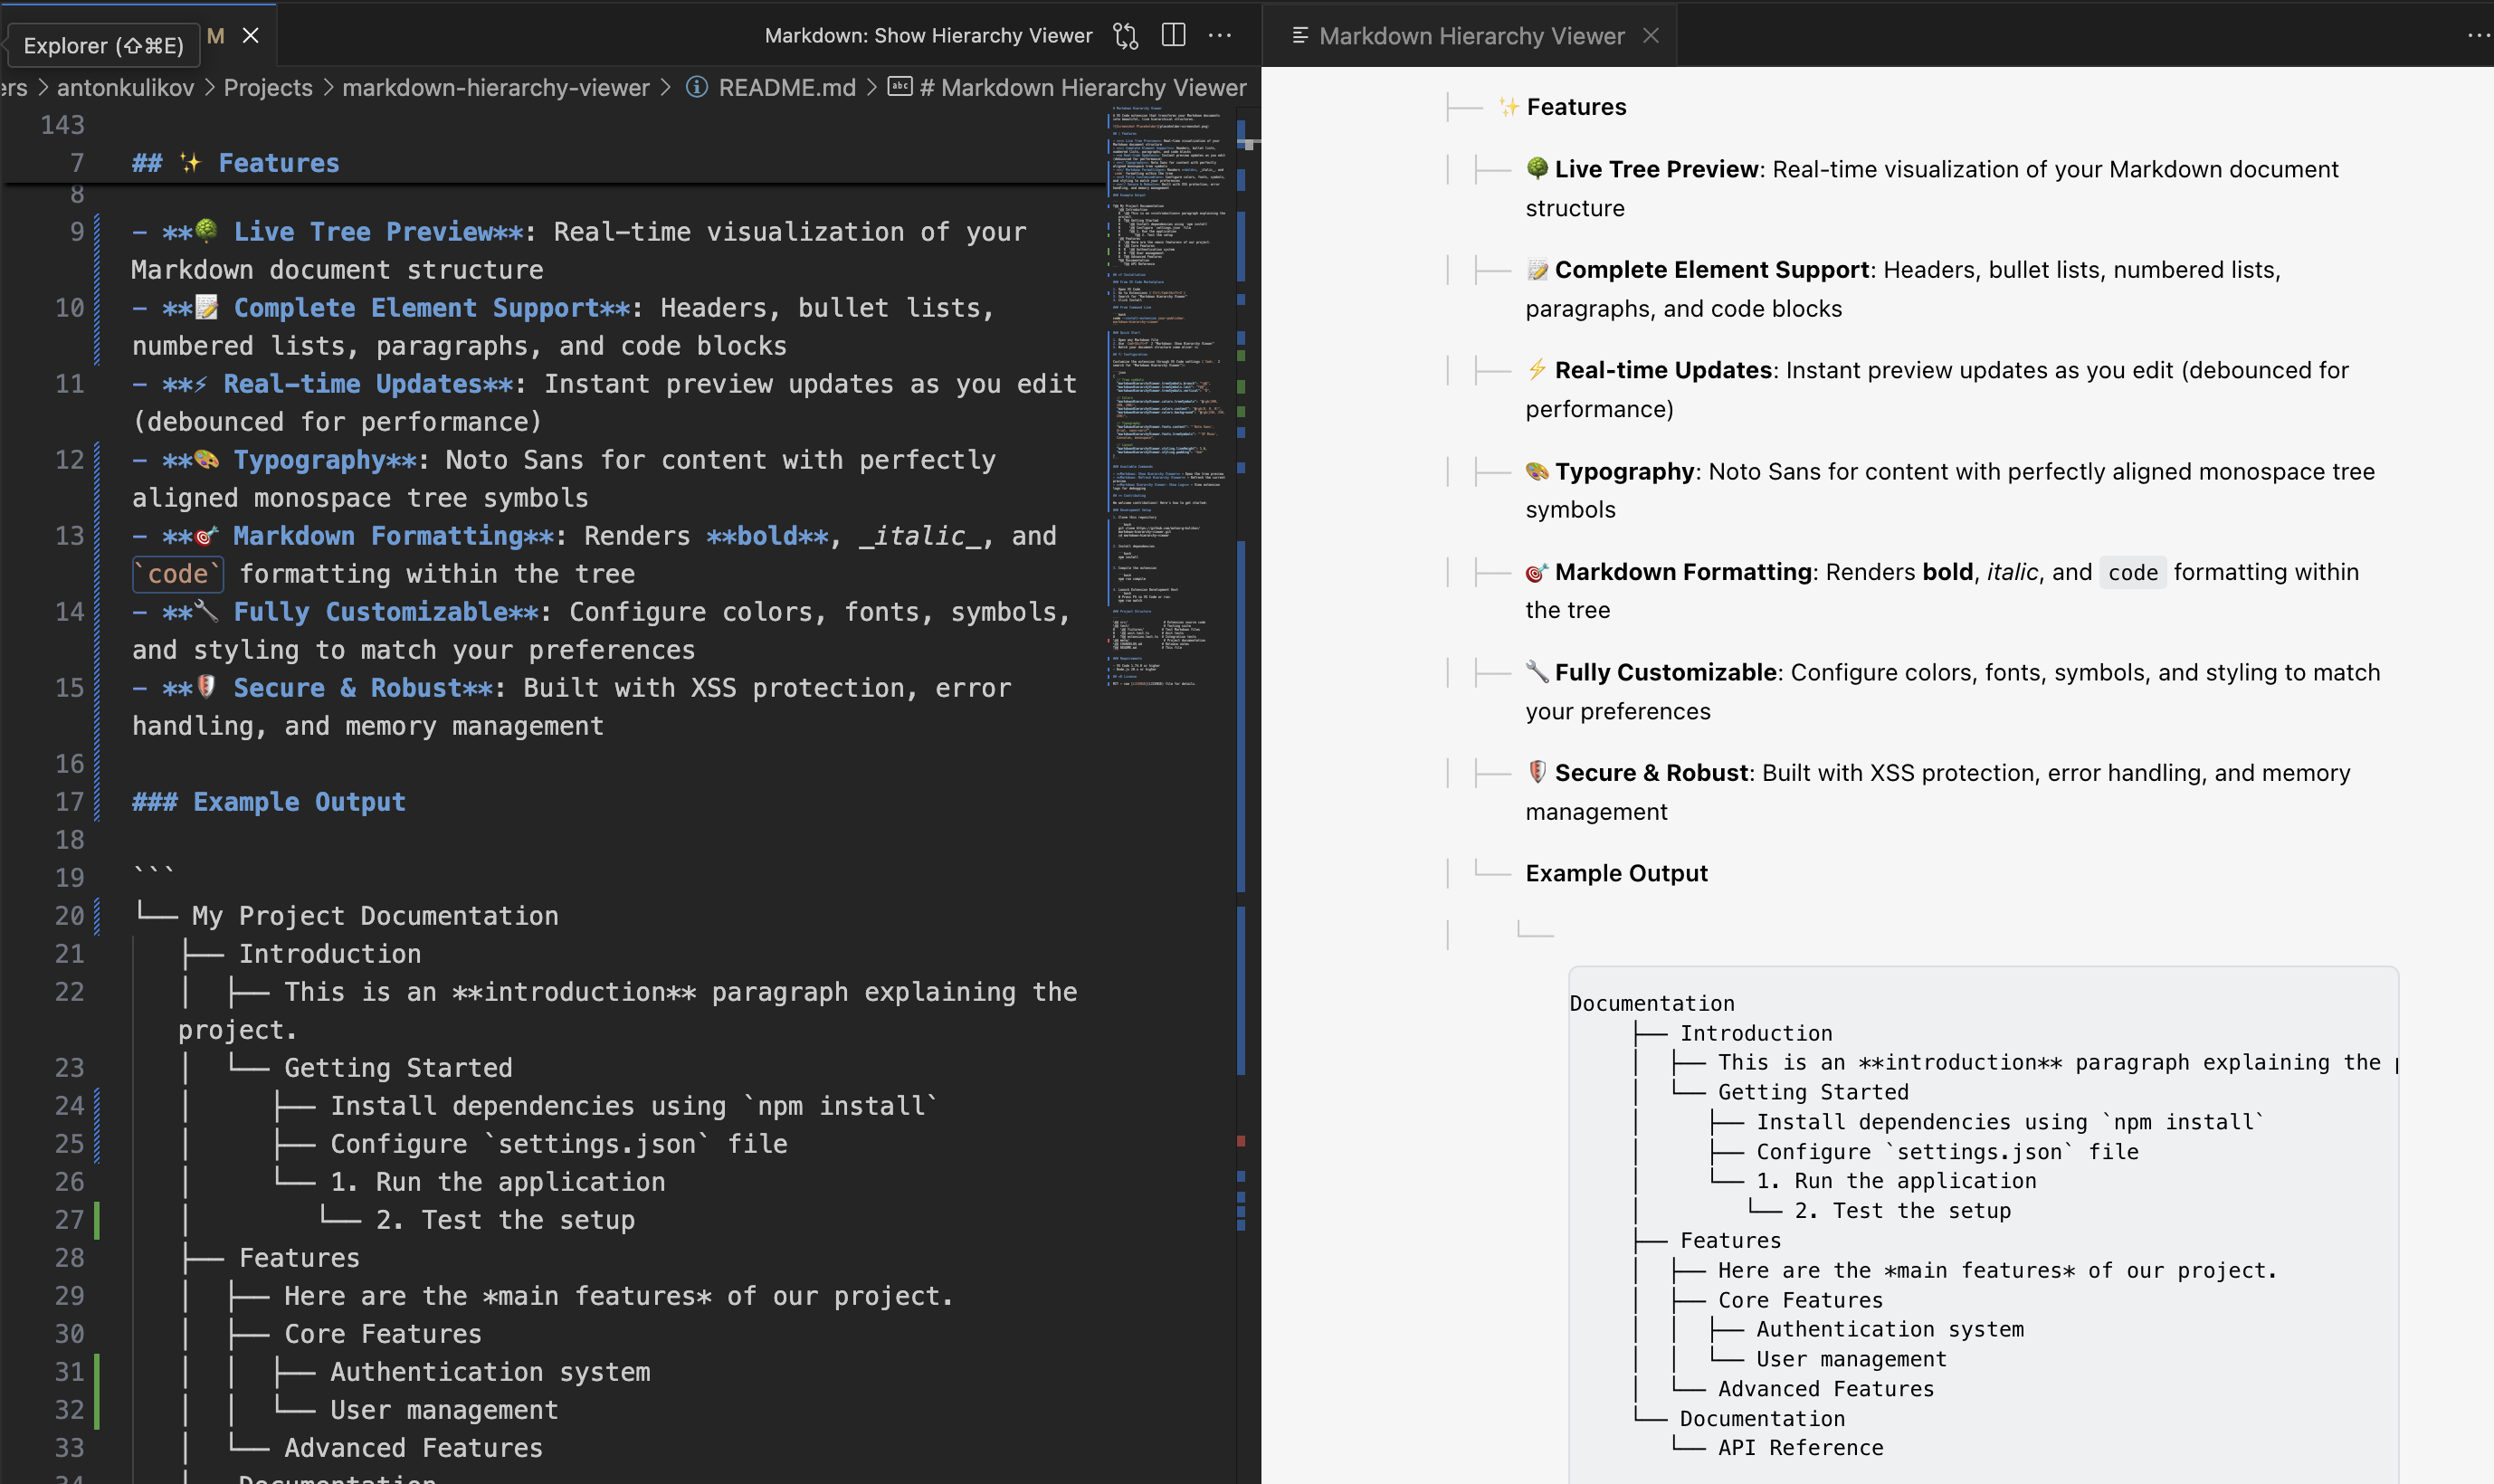 Explorer (⇧⌘E)
M
Markdown: Show Hierarchy Viewer
Markdown Hierarchy Viewer
ers > antonkulikov > Projects > markdown-hierarchy-viewer > README.md > # Markdown Hierarchy Viewer
143
7 ## ✨ Features
8
9 - **🌳 Live Tree Preview**: Real-time visualization of your
Markdown document structure
10 - **📝 Complete Element Support**: Headers, bullet lists,
numbered lists, paragraphs, and code blocks
11 - **⚡ Real-time Updates**: Instant preview updates as you edit
(debounced for performance)
12 - **🎨 Typography**: Noto Sans for content with perfectly
aligned monospace tree symbols
13 - **🎯 Markdown Formatting**: Renders **bold**, _italic_, and
`code` formatting within the tree
14 - **🔧 Fully Customizable**: Configure colors, fonts, symbols,
and styling to match your preferences
15 - **🛡️ Secure & Robust**: Built with XSS protection, error
handling, and memory management
16
17 ### Example Output
18
19 ```
20 └── My Project Documentation
21    ├── Introduction
22    │  ├── This is an **introduction** paragraph explaining the
project.
23    │  └── Getting Started
24    │     ├── Install dependencies using `npm install`
25    │     ├── Configure `settings.json` file
26    │     └── 1. Run the application
27    │        └── 2. Test the setup
28    ├── Features
29    │  ├── Here are the *main features* of our project.
30    │  ├── Core Features
31    │  │  ├── Authentication system
32    │  │  └── User management
33    │  └── Advanced Features
34    Documentation
├── ✨ Features
│ ├── 🌳 Live Tree Preview: Real-time visualization of your Markdown document
structure
│ ├── 📝 Complete Element Support: Headers, bullet lists, numbered lists,
paragraphs, and code blocks
│ ├── ⚡ Real-time Updates: Instant preview updates as you edit (debounced for
performance)
│ ├── 🎨 Typography: Noto Sans for content with perfectly aligned monospace tree
symbols
│ ├── 🎯 Markdown Formatting: Renders bold, italic, and code formatting within
the tree
│ ├── 🔧 Fully Customizable: Configure colors, fonts, symbols, and styling to match
your preferences
│ ├── 🛡️ Secure & Robust: Built with XSS protection, error handling, and memory
management
│ └── Example Output
│    └──
Documentation
   ├── Introduction
   │  ├── This is an **introduction** paragraph explaining the
   │  └── Getting Started
   │     ├── Install dependencies using `npm install`
   │     ├── Configure `settings.json` file
   │     └── 1. Run the application
   │        └── 2. Test the setup
   ├── Features
   │  ├── Here are the *main features* of our project.
   │  ├── Core Features
   │  │  ├── Authentication system
   │  │  └── User management
   │  └── Advanced Features
   └── Documentation
      └── API Reference